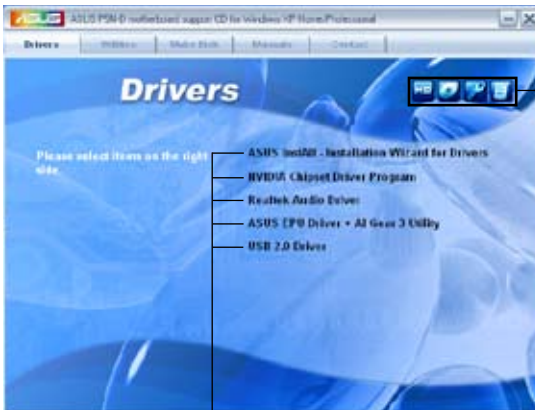 ASUS P5N-D motherboard support CD for Windows XP Home/Professional
Drivers Utilities Make Disk Manuals Contact
Drivers
Please select items on the right side.
ASUS InstAll - Installation Wizard for Drivers
NVIDIA Chipset Driver Program
Realtek Audio Driver
ASUS EPU Driver + AI Gear 3 Utility
USB 2.0 Driver